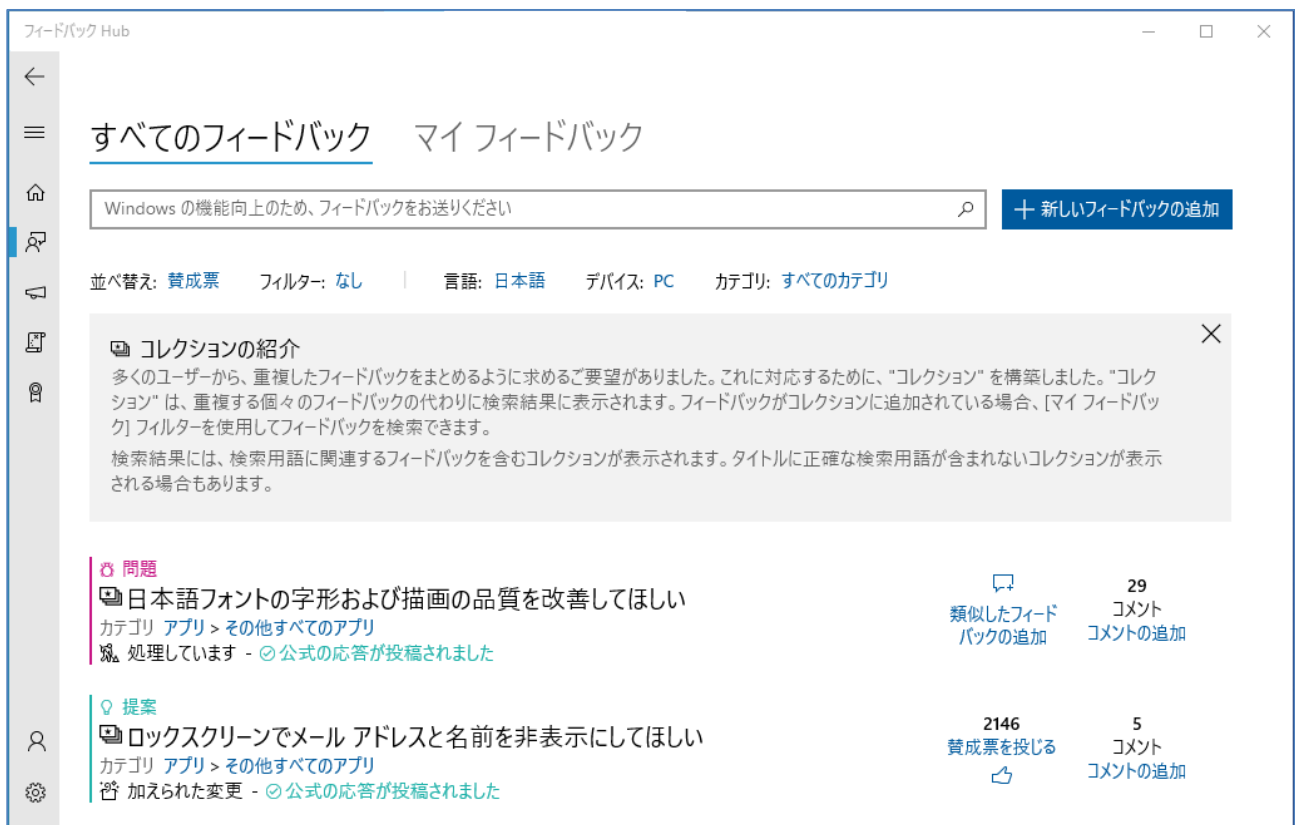 フィードバック Hub
すべてのフィードバック マイ フィードバック
Windows の機能向上のため、フィードバックをお送りください
＋ 新しいフィードバックの追加
並べ替え: 賛成票 フィルター: なし | 言語: 日本語 デバイス: PC カテゴリ: すべてのカテゴリ
コレクションの紹介
多くのユーザーから、重複したフィードバックをまとめるように求めるご要望がありました。これに対応するために、"コレクション" を構築しました。"コレク
ション" は、重複する個々のフィードバックの代わりに検索結果に表示されます。フィードバックがコレクションに追加されている場合、[マイ フィードバッ
ク] フィルターを使用してフィードバックを検索できます。
検索結果には、検索用語に関連するフィードバックを含むコレクションが表示されます。タイトルに正確な検索用語が含まれないコレクションが表示
される場合もあります。
問題
日本語フォントの字形および描画の品質を改善してほしい
カテゴリ アプリ > その他すべてのアプリ
処理しています - 公式の応答が投稿されました
類似したフィード
バックの追加
29
コメント
コメントの追加
提案
ロックスクリーンでメール アドレスと名前を非表示にしてほしい
カテゴリ アプリ > その他すべてのアプリ
加えられた変更 - 公式の応答が投稿されました
2146
賛成票を投じる
5
コメント
コメントの追加